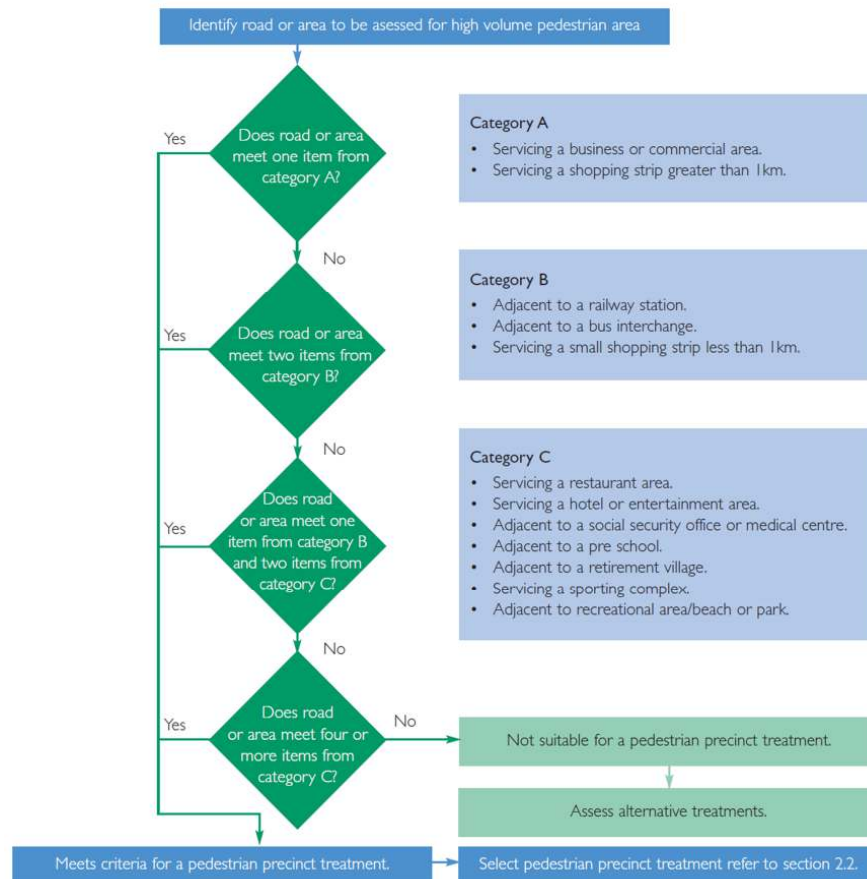 Identify road or area to be asessed for high volume pedestrian area
Yes
Does road or area
meet one item from
category A?
No
Category A
• Servicing a business or commercial area.
• Servicing a shopping strip greater than 1km.
Yes
Does road or area
meet two items from
category B?
No
Category B
• Adjacent to a railway station.
• Adjacent to a bus interchange.
• Servicing a small shopping strip less than 1km.
Yes
Does road
or area meet one
item from category B
and two items from
category C?
No
Category C
• Servicing a restaurant area.
• Servicing a hotel or entertainment area.
• Adjacent to a social security office or medical centre.
• Adjacent to a pre school.
• Adjacent to a retirement village.
• Servicing a sporting complex.
• Adjacent to recreational area/beach or park.
Yes
Does road
or area meet four or
more items from
category C?
No
Not suitable for a pedestrian precinct treatment.
Assess alternative treatments.
Meets criteria for a pedestrian precinct treatment.
Select pedestrian precinct treatment refer to section 2.2.